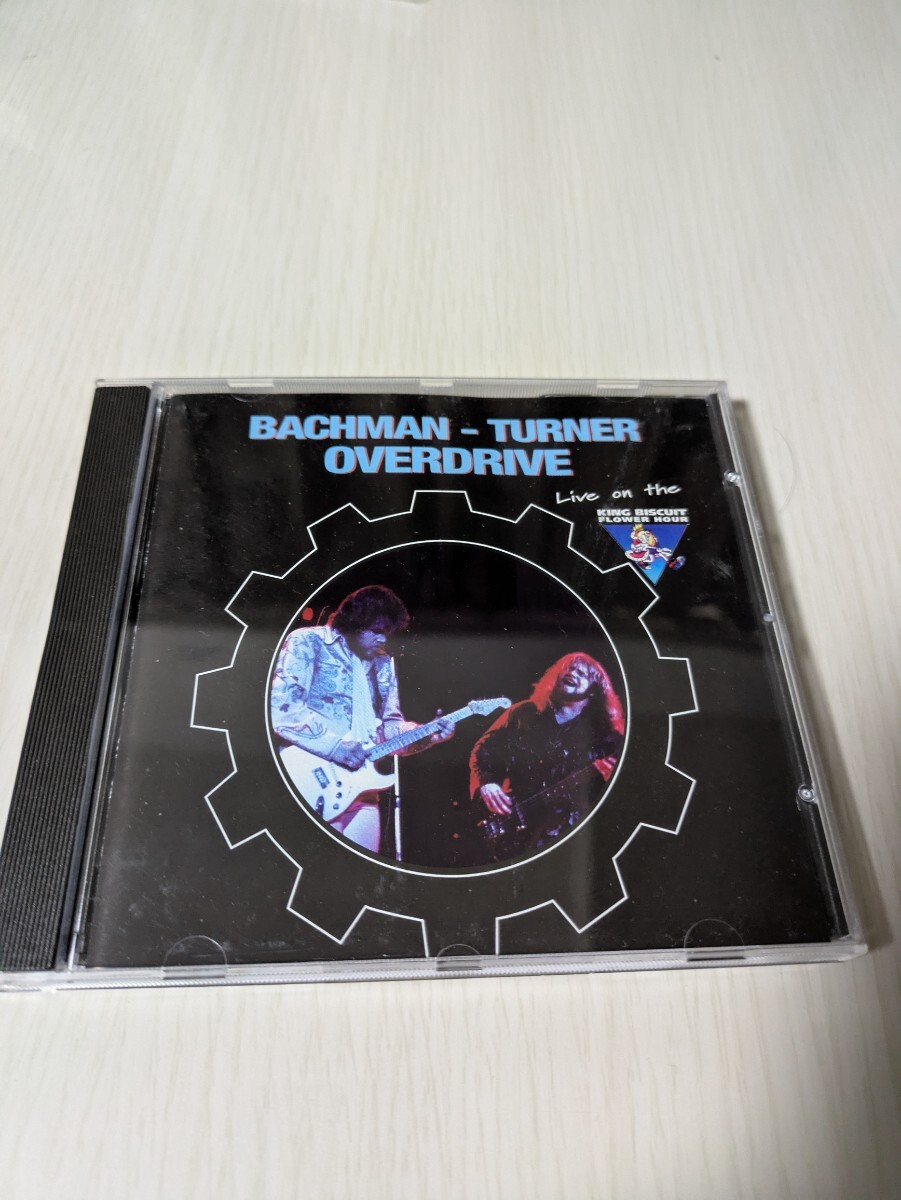 BACHMAN - TURNER
OVERDRIVE
Live on the
KING BISCUIT
FLOWER HOUR